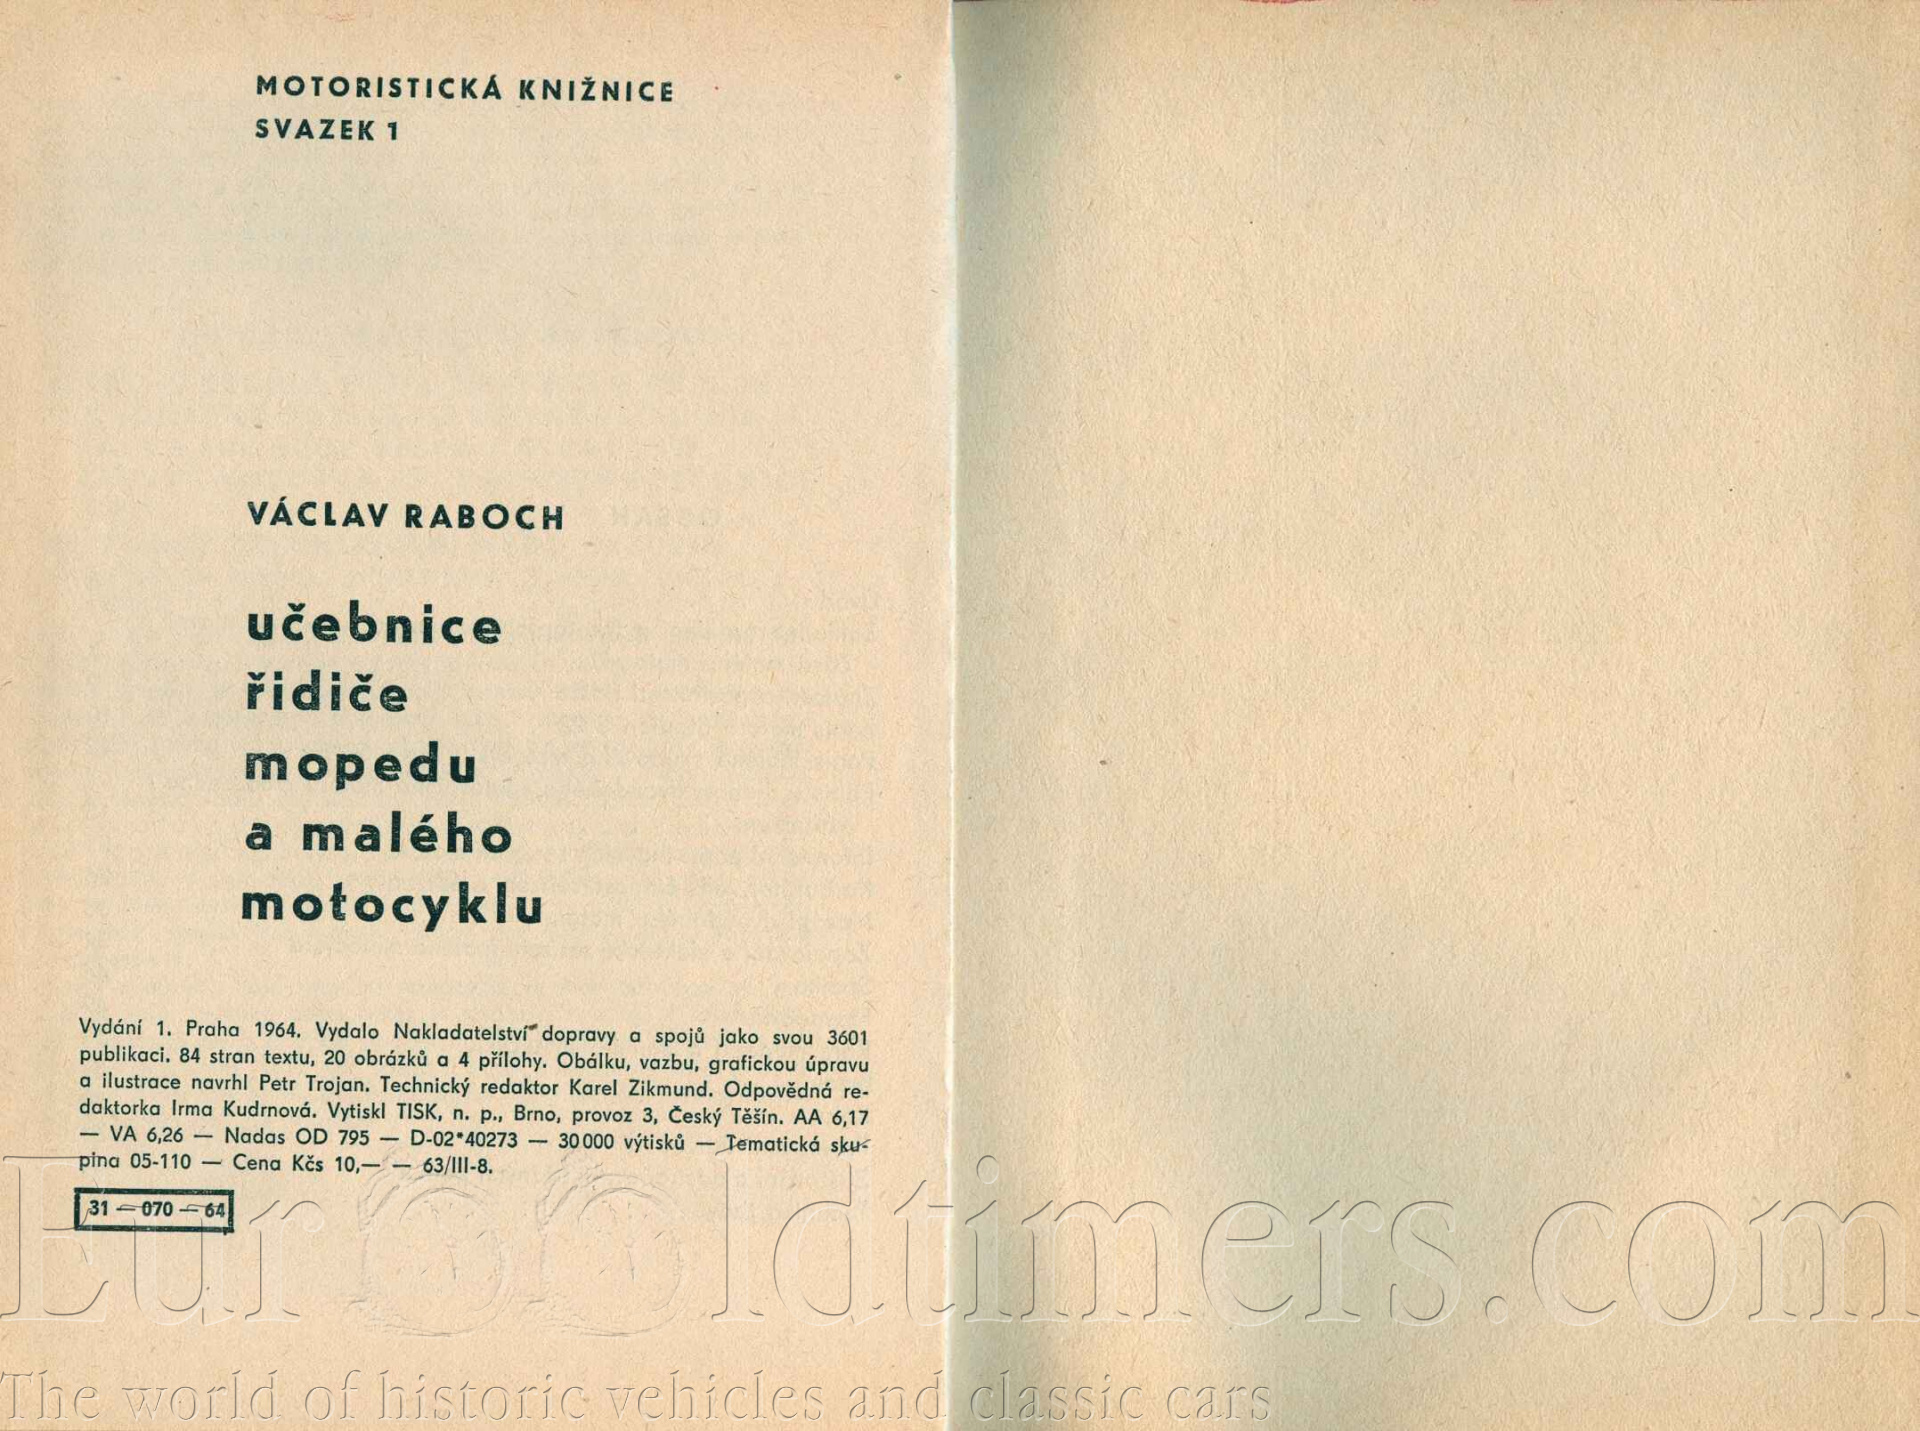 MOTORISTICKÁ KNIŽNICE
SVAZEK 1
VÁCLAV RABOCH
učebnice
řidiče
mopedu
a malého
motocyklu
Vydání 1. Praha 1964. Vydalo Nakladatelství dopravy a spojů jako svou 3601
publikaci. 84 stran textu, 20 obrázků a 4 přílohy. Obálku, vazbu, grafickou úpravu
a ilustrace navrhl Petr Trojan. Technický redaktor Karel Zikmund. Odpovědná re-
daktorka Irma Kudrnová. Vytiskl TISK, n. p., Brno, provoz 3, Český Těšín. AA 6,17
— VA 6,26 — Nadas OD 795 — D-02*40273 — 30 000 výtisků — Tematická sku-
pina 05-110 — Cena Kčs 10,— — 63/III-8.
31 — 070 — 64
EurOOldtimers.com
The world of historic vehicles and classic cars